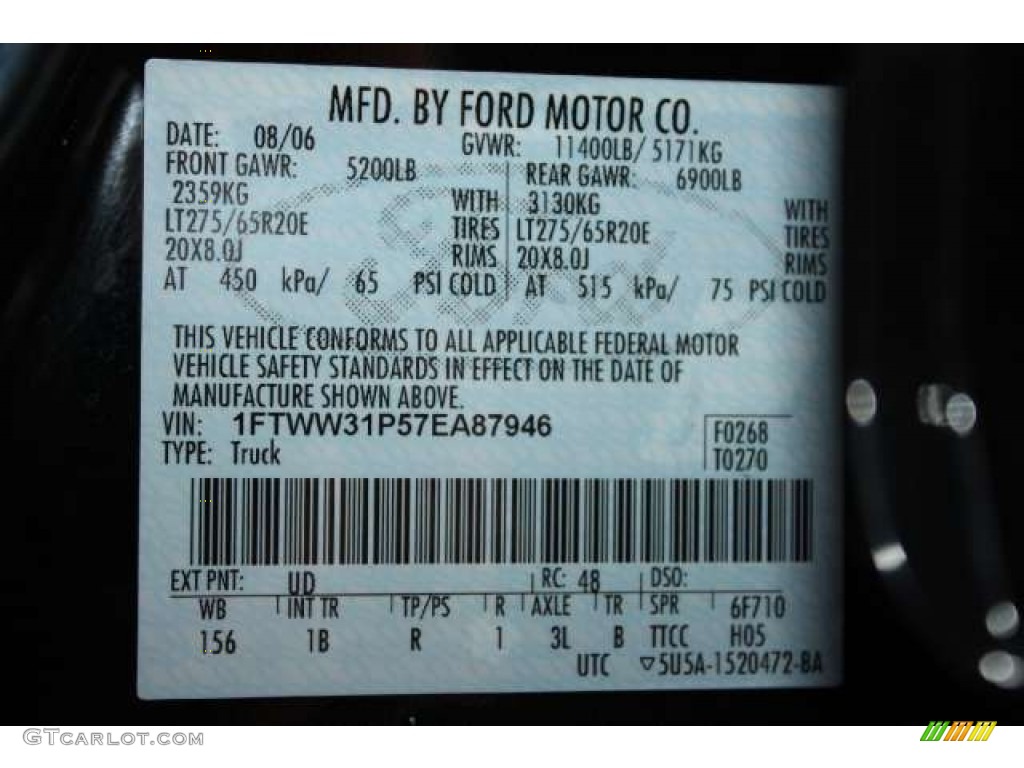 MFD. BY FORD MOTOR CO.
DATE: 08/06 GVWR: 11400LB/ 5171KG
FRONT GAWR: 5200LB REAR GAWR: 6900LB
2359KG WITH 3130KG WITH
LT275/65R20E TIRES LT275/65R20E TIRES
20X8.0J RIMS 20X8.0J RIMS
AT 450 kPa/ 65 PSI COLD AT 515 kPa/ 75 PSI COLD
THIS VEHICLE CONFORMS TO ALL APPLICABLE FEDERAL MOTOR
VEHICLE SAFETY STANDARDS IN EFFECT ON THE DATE OF
MANUFACTURE SHOWN ABOVE.
VIN: 1FTWW31P57EA87946 F0268
TYPE: Truck T0270
EXT PNT: UD RC: 48 DSO:
WB INT TR TP/PS R AXLE TR SPR 6F710
156 1B R 1 3L B TTCC H05
UTC ▽5U5A-1520472-BA
GTCARLOT.COM